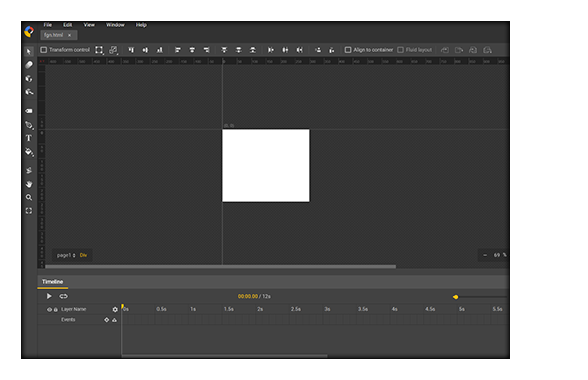 File Edit View Window Help
fgn.html ×
Transform control Align to container Fluid layout
T
page1 Div
− 69 %
Timeline
00:00.00 / 12s
Layer Name 0s 0.5s 1s 1.5s 2s 2.5s 3s 3.5s 4s 4.5s 5s 5.5s
Events